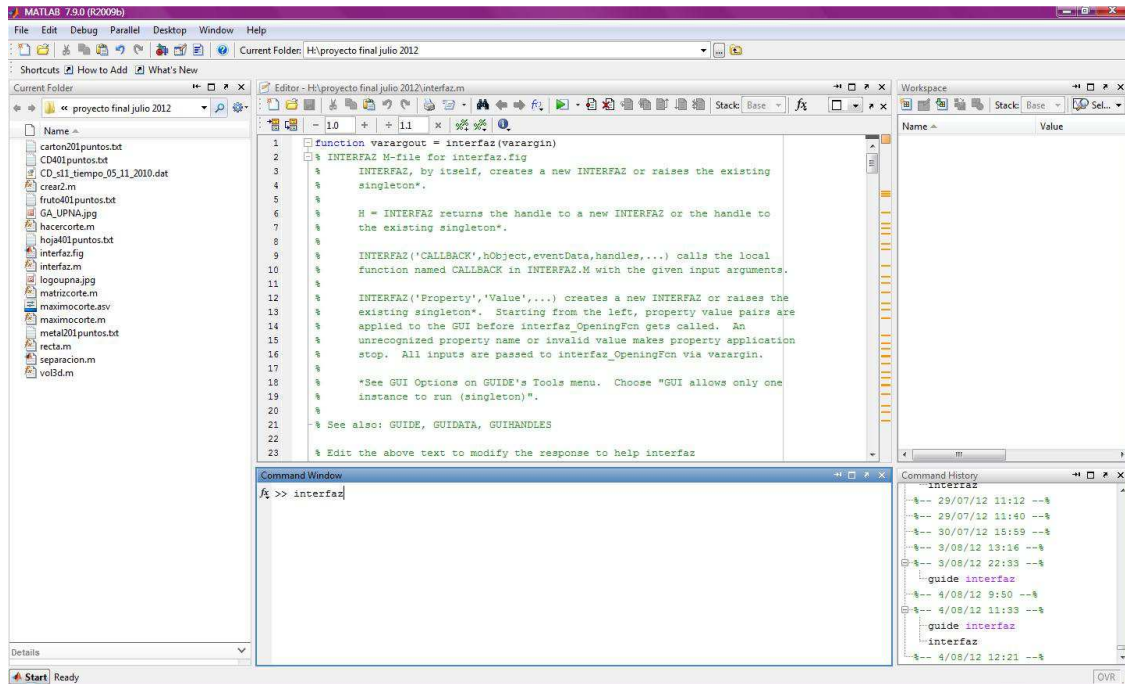 MATLAB 7.9.0 (R2009b)
File Edit Debug Parallel Desktop Window Help
Current Folder: H:\proyecto final julio 2012
Shortcuts How to Add What's New
Current Folder
« proyecto final julio 2012
Name
carton201puntos.txt
CD401puntos.txt
CD_s11_tiempo_05_11_2010.dat
crear2.m
fruto401puntos.txt
GA_UPNA.jpg
hacercorte.m
hoja401puntos.txt
interfaz.fig
interfaz.m
logoupna.jpg
matrizcorte.m
maximocorte.asv
maximocorte.m
metal201puntos.txt
recta.m
separacion.m
vol3d.m
Details
Editor - H:\proyecto final julio 2012\interfaz.m
Stack: Base fx
- 1.0 + ÷ 1.1 ×
1 function varargout = interfaz(varargin)
2 % INTERFAZ M-file for interfaz.fig
3 % INTERFAZ, by itself, creates a new INTERFAZ or raises the existing
4 % singleton*.
5 %
6 % H = INTERFAZ returns the handle to a new INTERFAZ or the handle to
7 % the existing singleton*.
8 %
9 % INTERFAZ('CALLBACK',hObject,eventData,handles,...) calls the local
10 % function named CALLBACK in INTERFAZ.M with the given input arguments.
11 %
12 % INTERFAZ('Property','Value',...) creates a new INTERFAZ or raises the
13 % existing singleton*. Starting from the left, property value pairs are
14 % applied to the GUI before interfaz_OpeningFcn gets called. An
15 % unrecognized property name or invalid value makes property application
16 % stop. All inputs are passed to interfaz_OpeningFcn via varargin.
17 %
18 % *See GUI Options on GUIDE's Tools menu. Choose "GUI allows only one
19 % instance to run (singleton)".
20 %
21 % See also: GUIDE, GUIDATA, GUIHANDLES
22
23 % Edit the above text to modify the response to help interfaz
Command Window
fx >> interfaz
Workspace
Stack: Base Sel...
Name Value
Command History
interfaz
%-- 29/07/12 11:12 --%
%-- 29/07/12 11:40 --%
%-- 30/07/12 15:59 --%
%-- 3/08/12 13:16 --%
%-- 3/08/12 22:33 --%
guide interfaz
%-- 4/08/12 9:50 --%
%-- 4/08/12 11:33 --%
guide interfaz
interfaz
%-- 4/08/12 12:21 --%
Start Ready
OVR